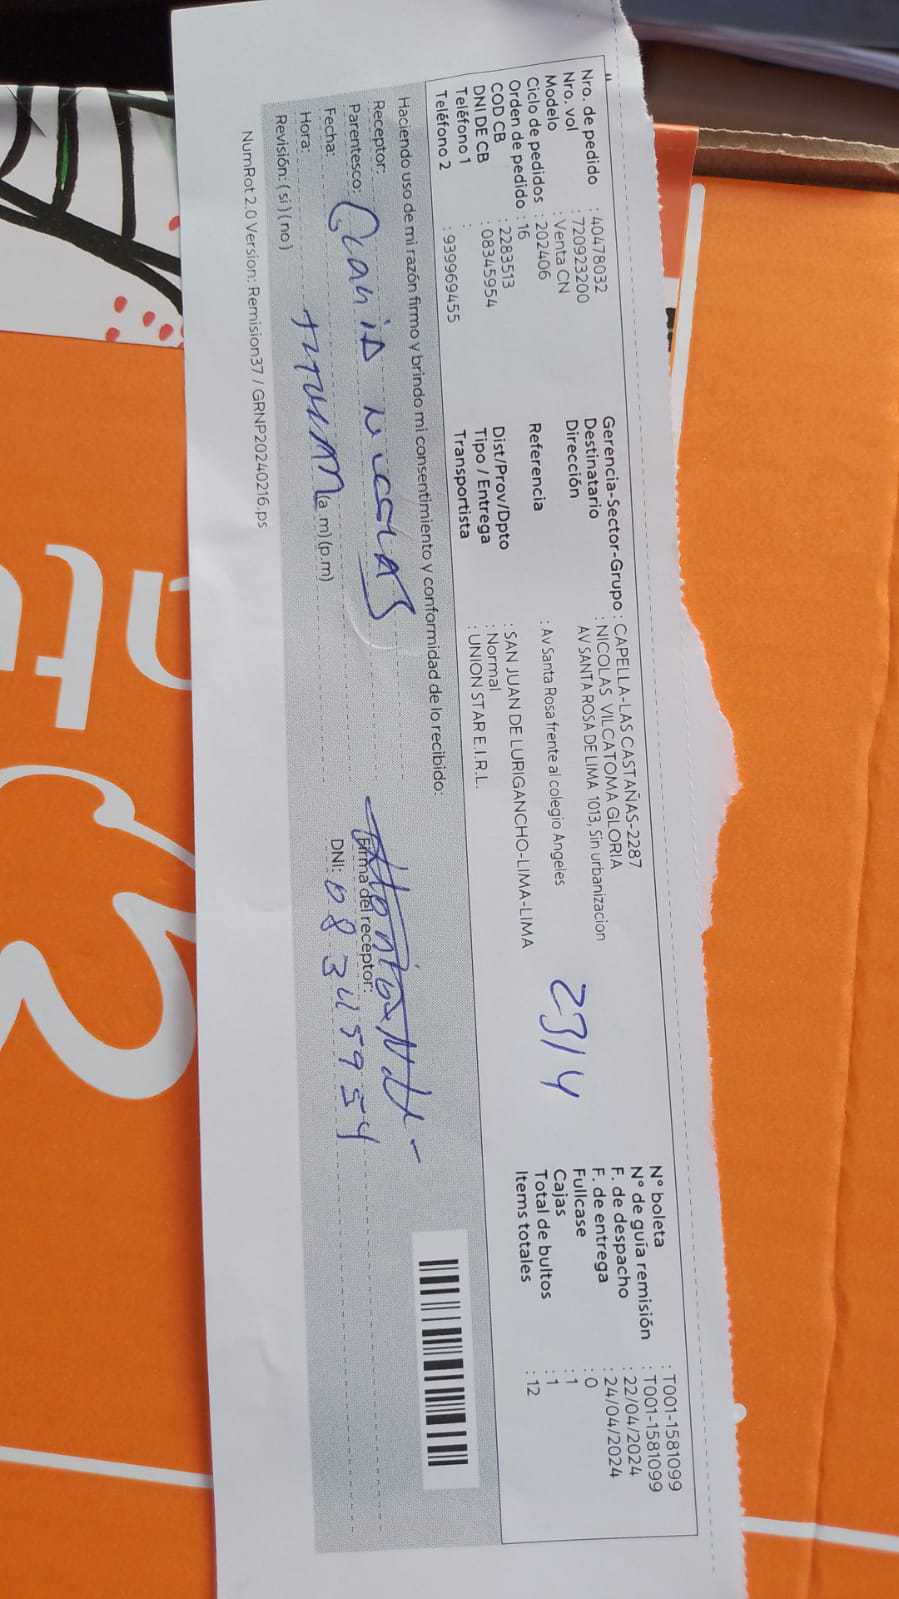 Nro. de pedido : 40478032
Nro. vol : 720923200
Modelo : Venta CN
Ciclo de pedidos : 202406
Orden de pedido : 16
COD CB : 2283513
DNI DE CB : 08345954
Teléfono 1 :
Teléfono 2 : 939969455
Gerencia-Sector-Grupo : CAPELLA-LAS CASTAÑAS-2287
Destinatario : NICOLAS VILCATOMA GLORIA
Dirección AV SANTA ROSA DE LIMA 1013, Sin urbanizacion
Referencia : Av Santa Rosa frente al colegio Angeles
Dist/Prov/Dpto : SAN JUAN DE LURIGANCHO-LIMA-LIMA
Tipo / Entrega : Normal
Transportista : UNION STAR E.I.R.L.
23/4
N° boleta : T001-1581099
N° de guía remisión : T001-1581099
F. de despacho : 22/04/2024
F. de entrega : 24/04/2024
Fullcase : 0
Cajas : 1
Total de bultos : 1
Items totales : 12
Haciendo uso de mi razón firmo y brindo mi consentimiento y conformidad de lo recibido:
Receptor:
Parentesco: Nicolas
Fecha:
Hora: (a.m)(p.m)
Revisión: (si) (no)
Firma del receptor:
DNI: 08345954
NumRot 2.0 Version: Remision37 / GRNP20240216.ps